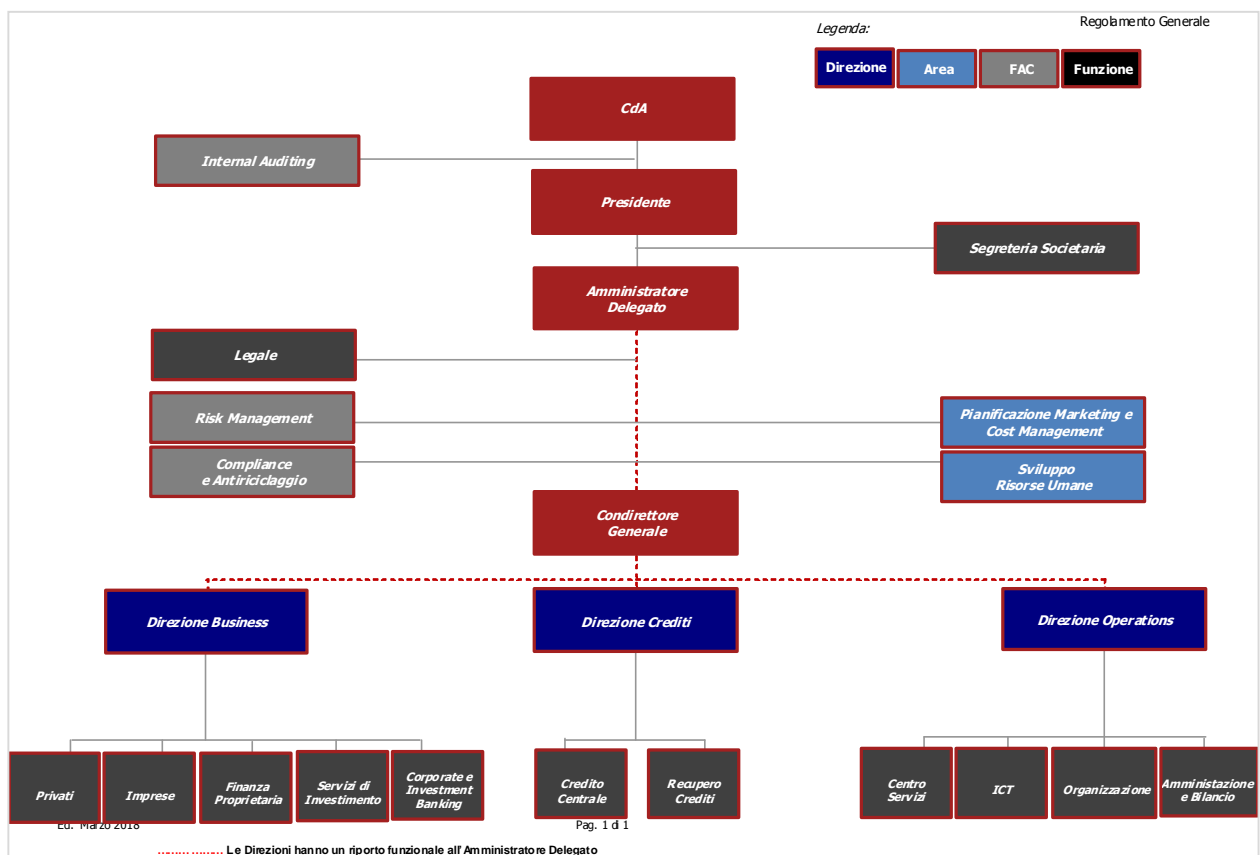 Regolamento Generale
Legenda:
Direzione
Area
FAC
Funzione
CdA
Internal Auditing
Presidente
Segreteria Societaria
Amministratore
Delegato
Legale
Risk Management
Pianificazione Marketing e
Cost Management
Compliance
e Antiriciclaggio
Sviluppo
Risorse Umane
Condirettore
Generale
Direzione Business
Direzione Crediti
Direzione Operations
Privati
Imprese
Finanza
Proprietaria
Servizi di
Investimento
Corporate e
Investment
Banking
Credito
Centrale
Recupero
Crediti
Centro
Servizi
ICT
Organizzazione
Amministazione
e Bilancio
Ed. Marzo 2018
Pag. 1 di 1
Le Direzioni hanno un riporto funzionale all'Amministratore Delegato